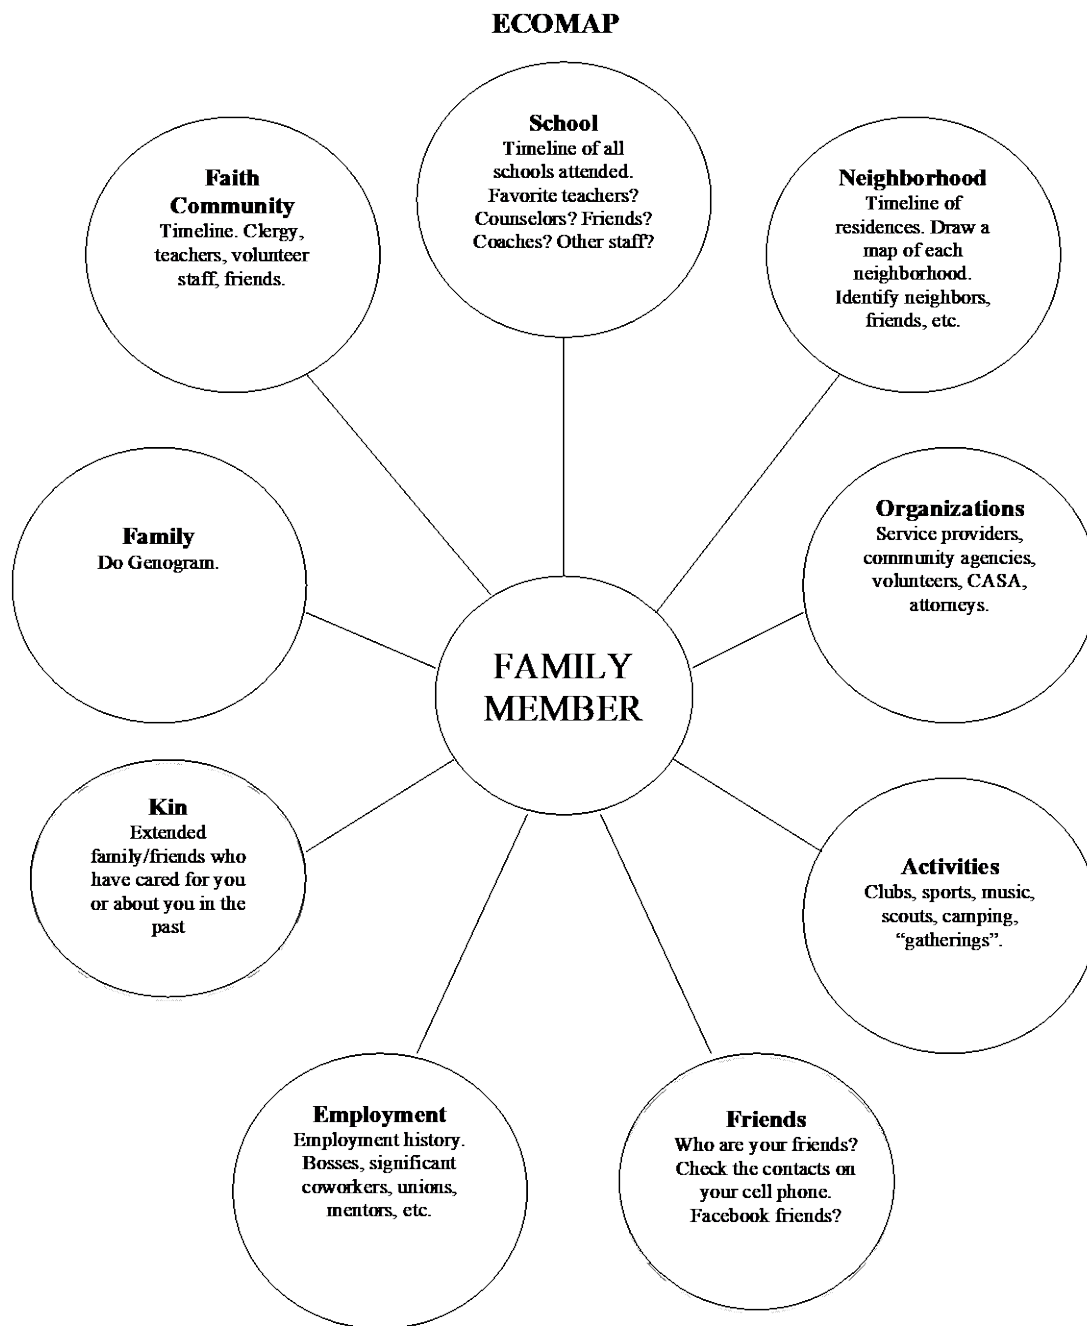 ECOMAP
School
Timeline of all
schools attended.
Favorite teachers?
Counselors? Friends?
Coaches? Other staff?
Faith
Community
Timeline. Clergy,
teachers, volunteer
staff, friends.
Neighborhood
Timeline of
residences. Draw a
map of each
neighborhood.
Identify neighbors,
friends, etc.
Family
Do Genogram.
Organizations
Service providers,
community agencies,
volunteers, CASA,
attorneys.
FAMILY
MEMBER
Kin
Extended
family/friends who
have cared for you
or about you in the
past
Activities
Clubs, sports, music,
scouts, camping,
“gatherings”.
Employment
Employment history.
Bosses, significant
coworkers, unions,
mentors, etc.
Friends
Who are your friends?
Check the contacts on
your cell phone.
Facebook friends?